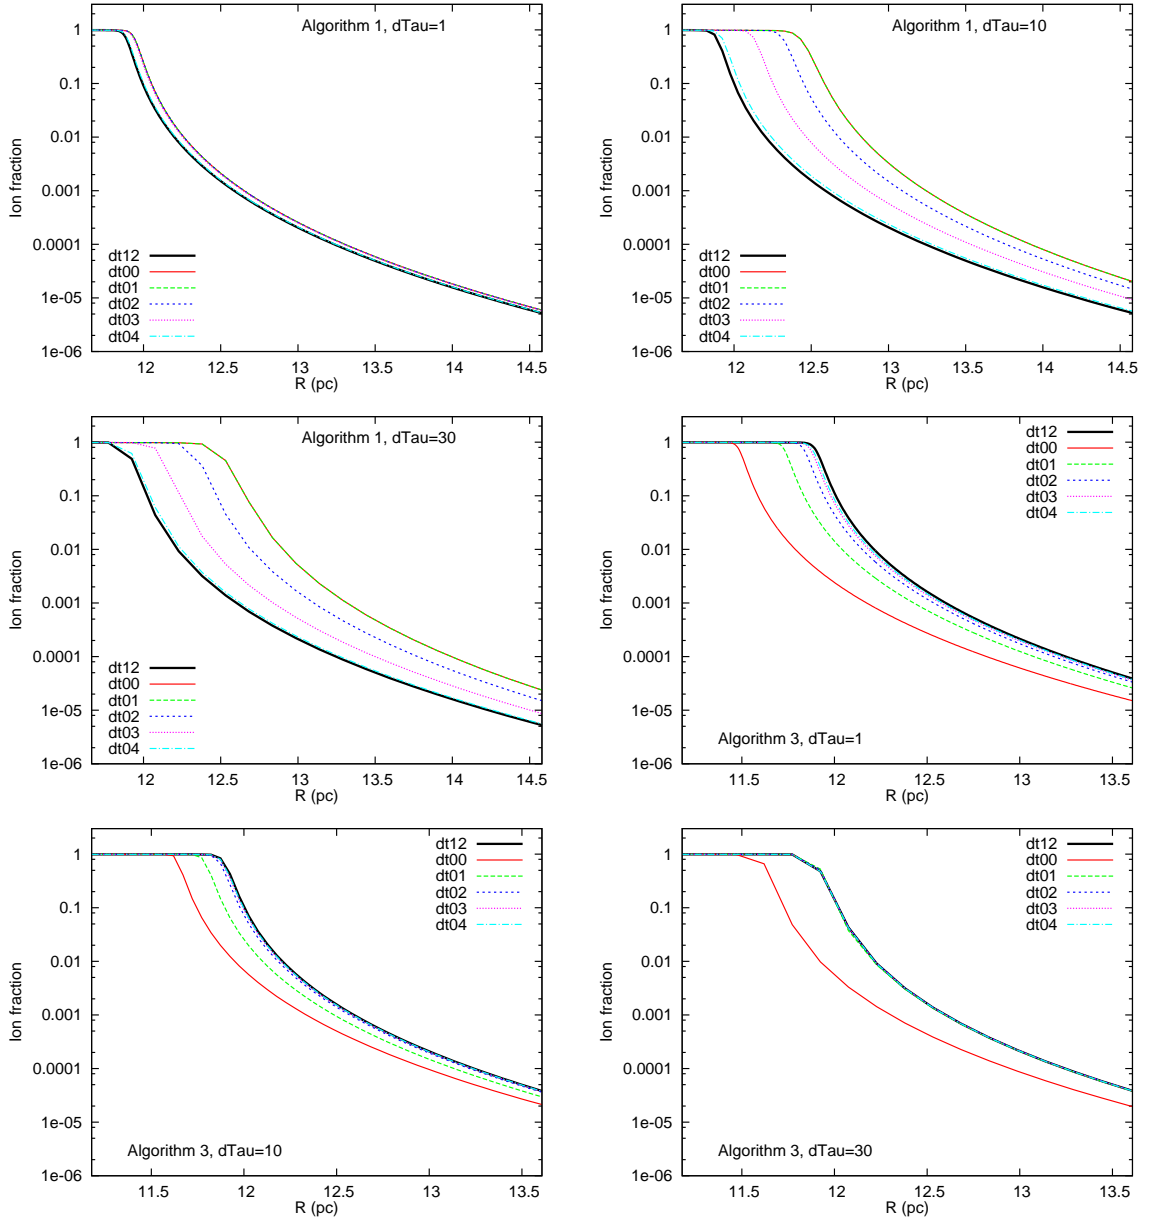 Algorithm 1, dTau=1
Ion fraction
1
0.1
0.01
0.001
0.0001
1e-05
1e-06
dt12
dt00
dt01
dt02
dt03
dt04
12 12.5 13 13.5 14 14.5
R (pc)
Algorithm 1, dTau=10
Ion fraction
1
0.1
0.01
0.001
0.0001
1e-05
1e-06
dt12
dt00
dt01
dt02
dt03
dt04
12 12.5 13 13.5 14 14.5
R (pc)
Algorithm 1, dTau=30
Ion fraction
1
0.1
0.01
0.001
0.0001
1e-05
1e-06
dt12
dt00
dt01
dt02
dt03
dt04
12 12.5 13 13.5 14 14.5
R (pc)
Ion fraction
1
0.1
0.01
0.001
0.0001
1e-05
1e-06
dt12
dt00
dt01
dt02
dt03
dt04
Algorithm 3, dTau=1
11.5 12 12.5 13 13.5
R (pc)
Ion fraction
1
0.1
0.01
0.001
0.0001
1e-05
1e-06
dt12
dt00
dt01
dt02
dt03
dt04
Algorithm 3, dTau=10
11.5 12 12.5 13 13.5
R (pc)
Ion fraction
1
0.1
0.01
0.001
0.0001
1e-05
1e-06
dt12
dt00
dt01
dt02
dt03
dt04
Algorithm 3, dTau=30
11.5 12 12.5 13 13.5
R (pc)